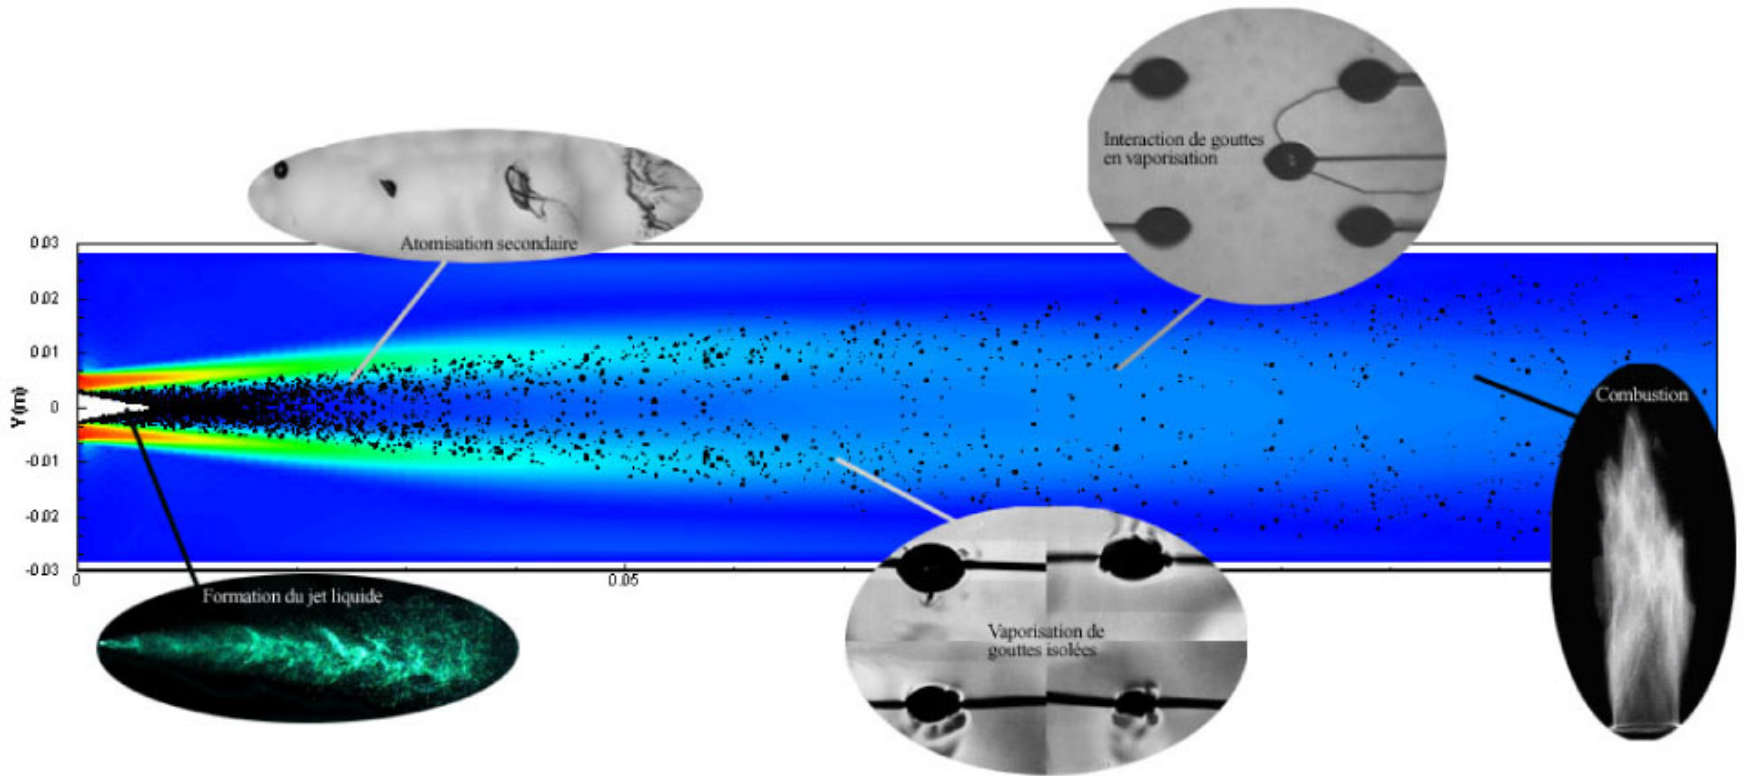 Interaction de gouttes
en vaporisation
Atomisation secondaire
0.03
0.02
0.01
0
-0.01
-0.02
-0.03
Y(m)
0
0.05
Combustion
Formation du jet liquide
Vaporisation de
gouttes isolées